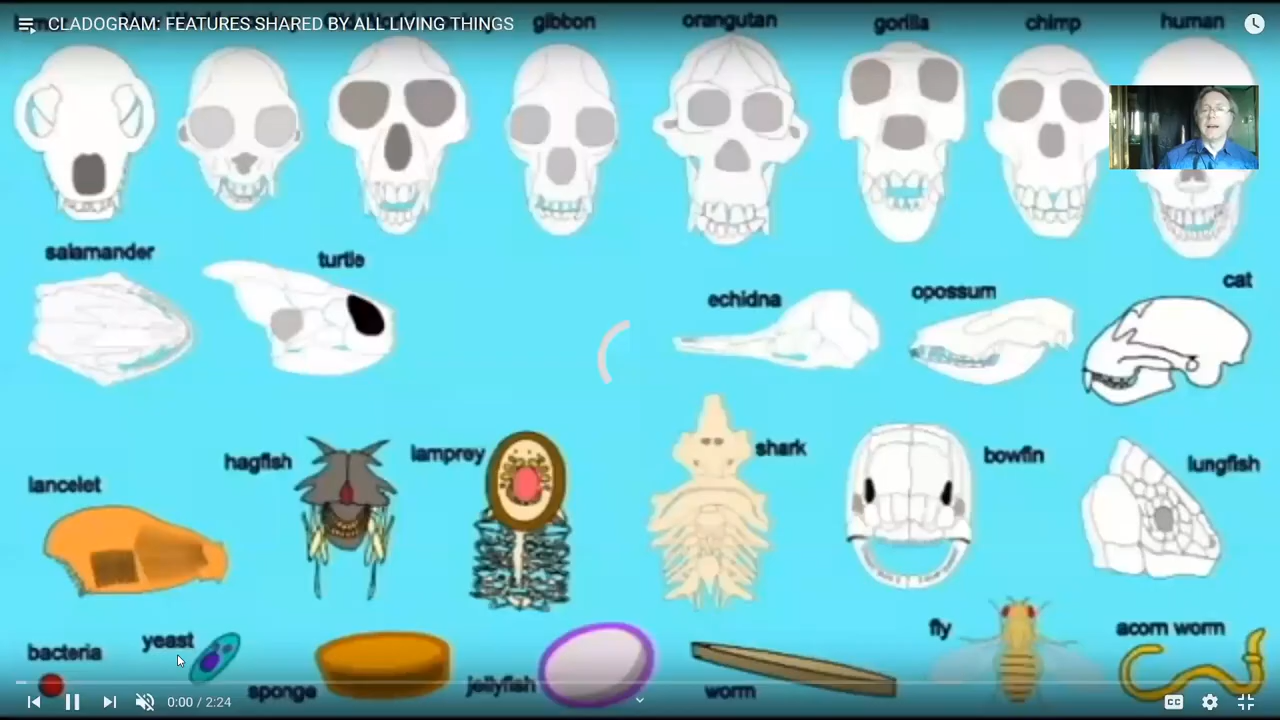 CLADOGRAM: FEATURES SHARED BY ALL LIVING THINGS
gibbon
orangutan
gorilla
chimp
human
salamander
turtle
echidna
opossum
cat
lancelet
hagfish
lamprey
shark
bowfin
lungfish
bacteria
yeast
sponge
jellyfish
worm
fly
acorn worm
0:00 / 2:24
CC